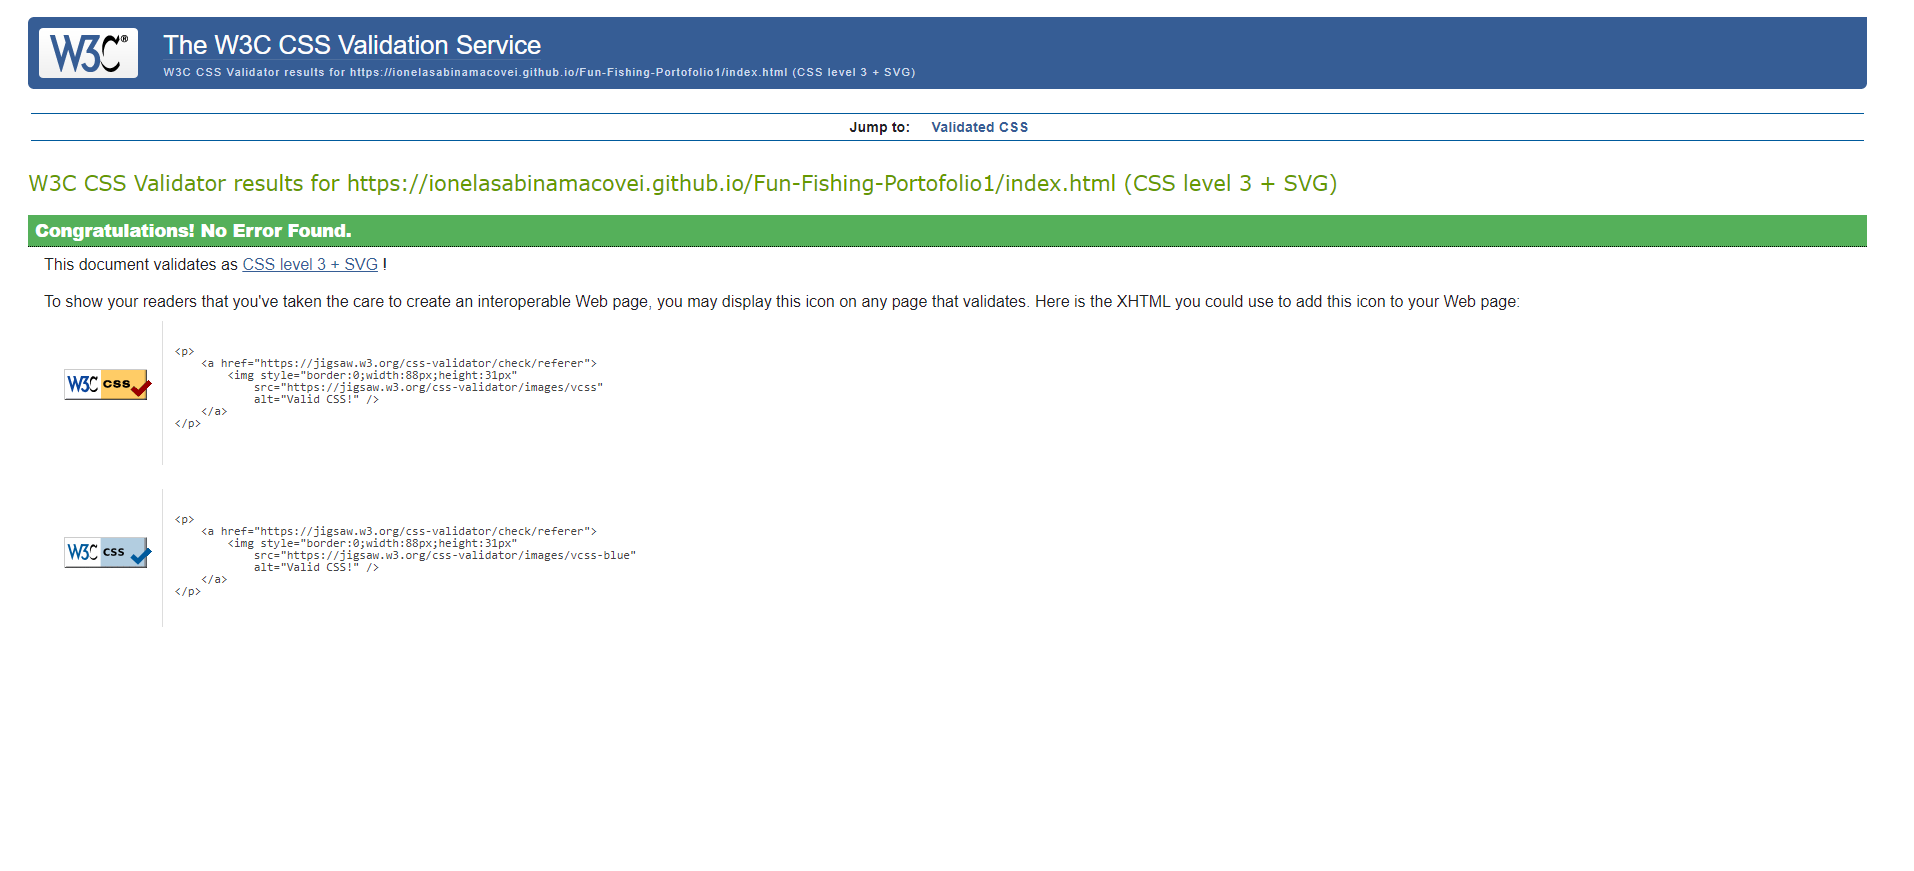 W3C®
The W3C CSS Validation Service
W3C CSS Validator results for https://ionelasabinamacovei.github.io/Fun-Fishing-Portofolio1/index.html (CSS level 3 + SVG)
Jump to: Validated CSS
W3C CSS Validator results for https://ionelasabinamacovei.github.io/Fun-Fishing-Portofolio1/index.html (CSS level 3 + SVG)
Congratulations! No Error Found.
This document validates as CSS level 3 + SVG !
To show your readers that you've taken the care to create an interoperable Web page, you may display this icon on any page that validates. Here is the XHTML you could use to add this icon to your Web page:
W3C css
<p>
    <a href="https://jigsaw.w3.org/css-validator/check/referer">
        <img style="border:0;width:88px;height:31px"
            src="https://jigsaw.w3.org/css-validator/images/vcss"
            alt="Valid CSS!" />
    </a>
</p>
W3C css
<p>
    <a href="https://jigsaw.w3.org/css-validator/check/referer">
        <img style="border:0;width:88px;height:31px"
            src="https://jigsaw.w3.org/css-validator/images/vcss-blue"
            alt="Valid CSS!" />
    </a>
</p>